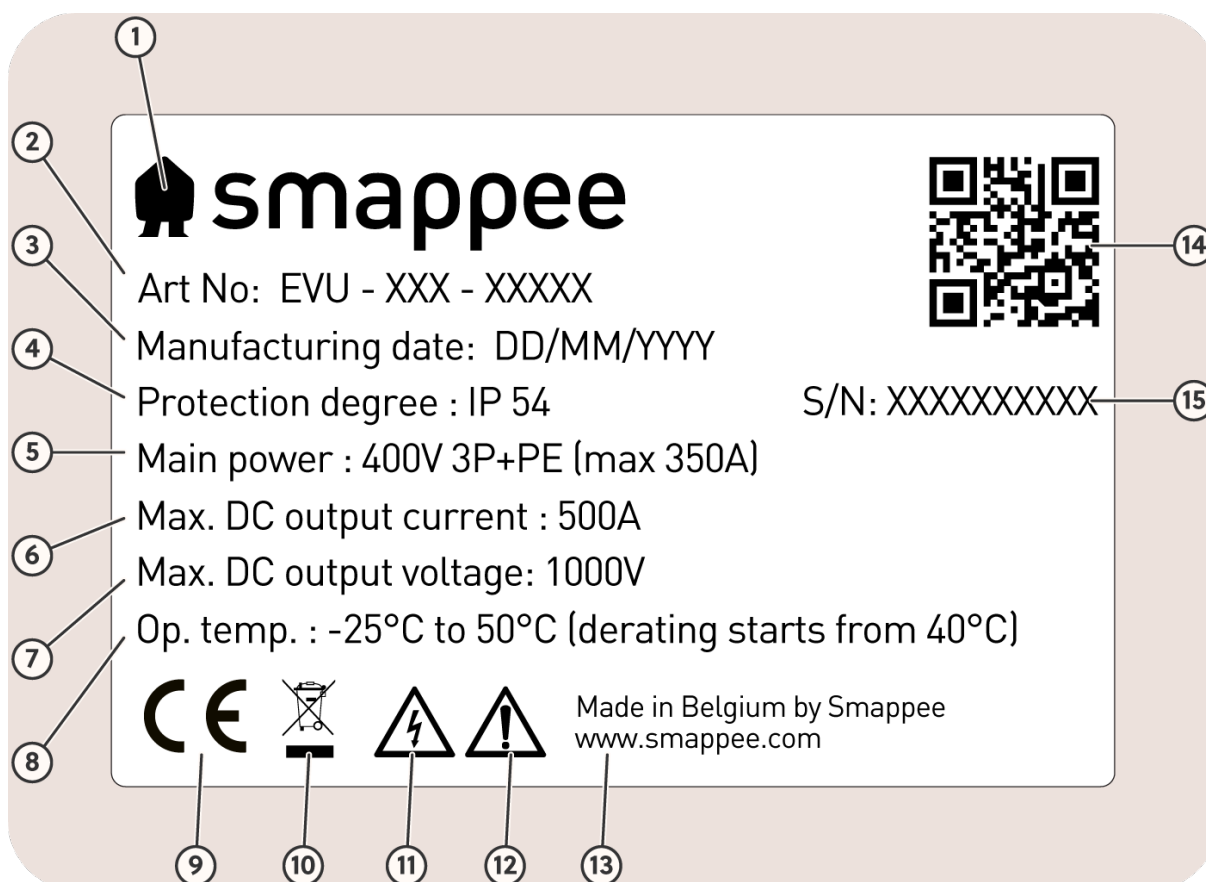 1
2
smappee
3
14
Art No: EVU - XXX - XXXXX
Manufacturing date: DD/MM/YYYY
4
Protection degree : IP 54
S/N: XXXXXXXXXX
15
5
Main power : 400V 3P+PE (max 350A)
Max. DC output current : 500A
6
Max. DC output voltage: 1000V
Op. temp. : -25°C to 50°C (derating starts from 40°C)
7
CE
Made in Belgium by Smappee
www.smappee.com
8
9
10
11
12
13